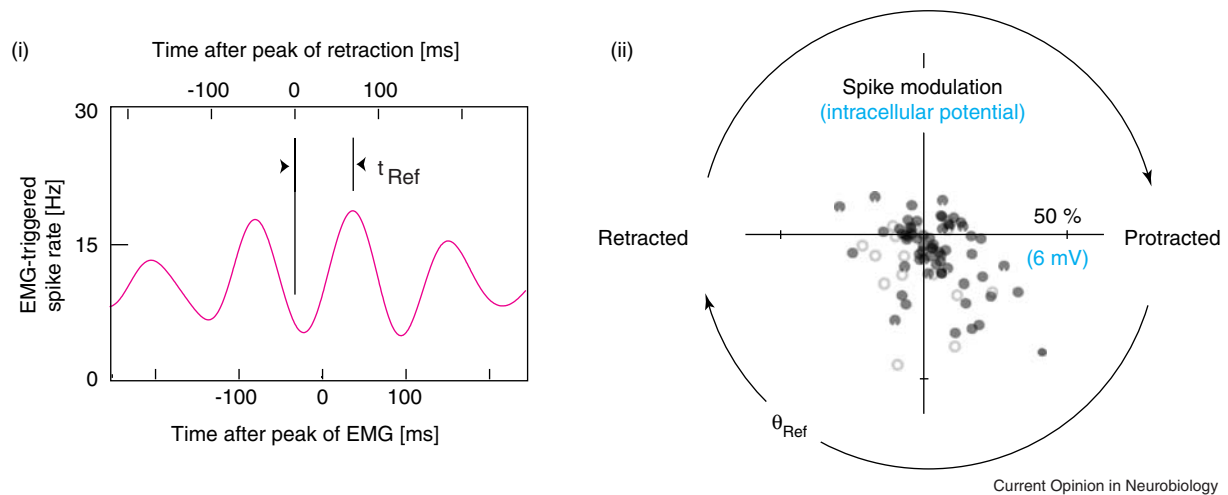 (i)
Time after peak of retraction [ms]
-100 0 100
30
15
0
EMG-triggered
spike rate [Hz]
t Ref
-100 0 100
Time after peak of EMG [ms]
(ii)
Spike modulation
(intracellular potential)
Retracted
50 %
(6 mV)
Protracted
θRef
Current Opinion in Neurobiology